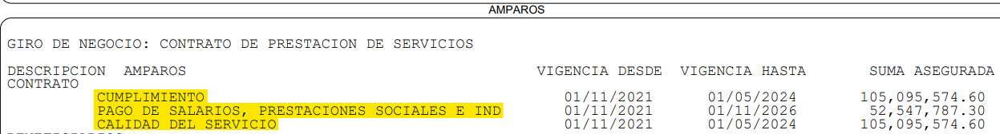 AMPAROS
GIRO DE NEGOCIO: CONTRATO DE PRESTACION DE SERVICIOS
DESCRIPCION AMPAROS VIGENCIA DESDE VIGENCIA HASTA SUMA ASEGURADA
CONTRATO
CUMPLIMIENTO 01/11/2021 01/05/2024 105,095,574.60
PAGO DE SALARIOS, PRESTACIONES SOCIALES E IND 01/11/2021 01/11/2026 52,547,787.30
CALIDAD DEL SERVICIO 01/11/2021 01/05/2024 105,095,574.60